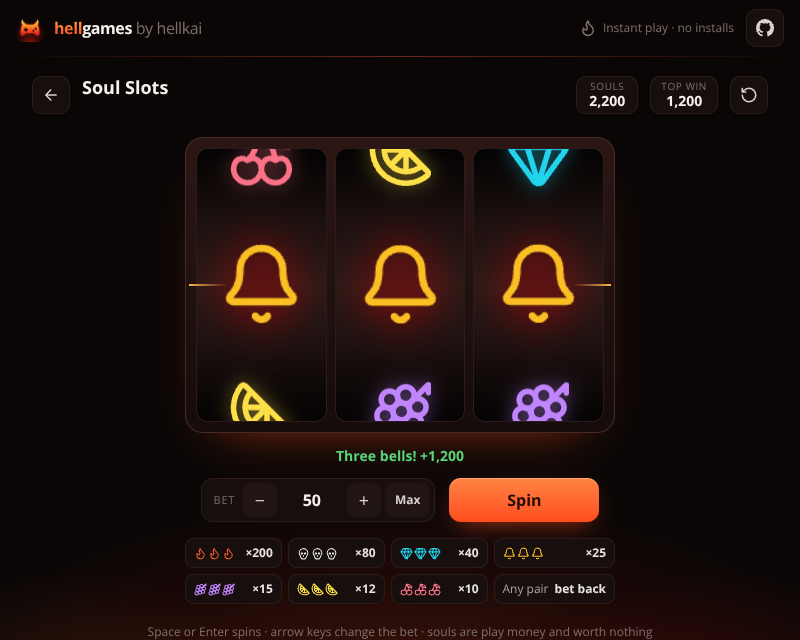 hellgames by hellkai
Instant play · no installs
Soul Slots
SOULS
2,200
TOP WIN
1,200
Three bells! +1,200
BET − 50 + Max
Spin
×200 ×80 ×40 ×25
×15 ×12 ×10 Any pair bet back
Space or Enter spins · arrow keys change the bet · souls are play money and worth nothing